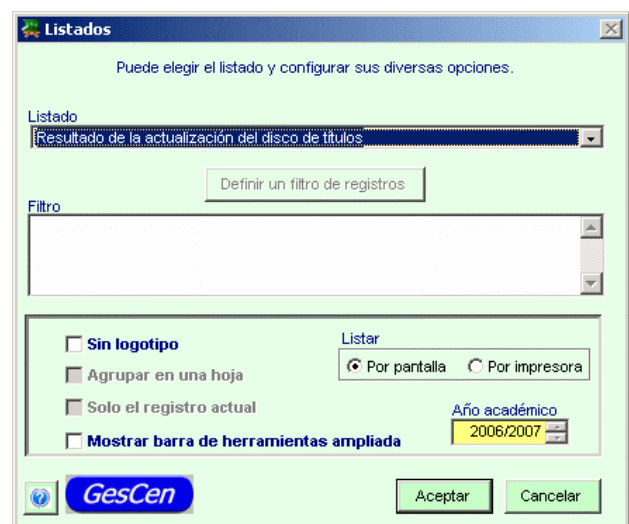 Listados
Puede elegir el listado y configurar sus diversas opciones.
Listado
Resultado de la actualización del disco de títulos
Definir un filtro de registros
Filtro
Sin logotipo
Agrupar en una hoja
Solo el registro actual
Mostrar barra de herramientas ampliada
Listar
Por pantalla Por impresora
Año académico
2006/2007
GesCen
Aceptar Cancelar